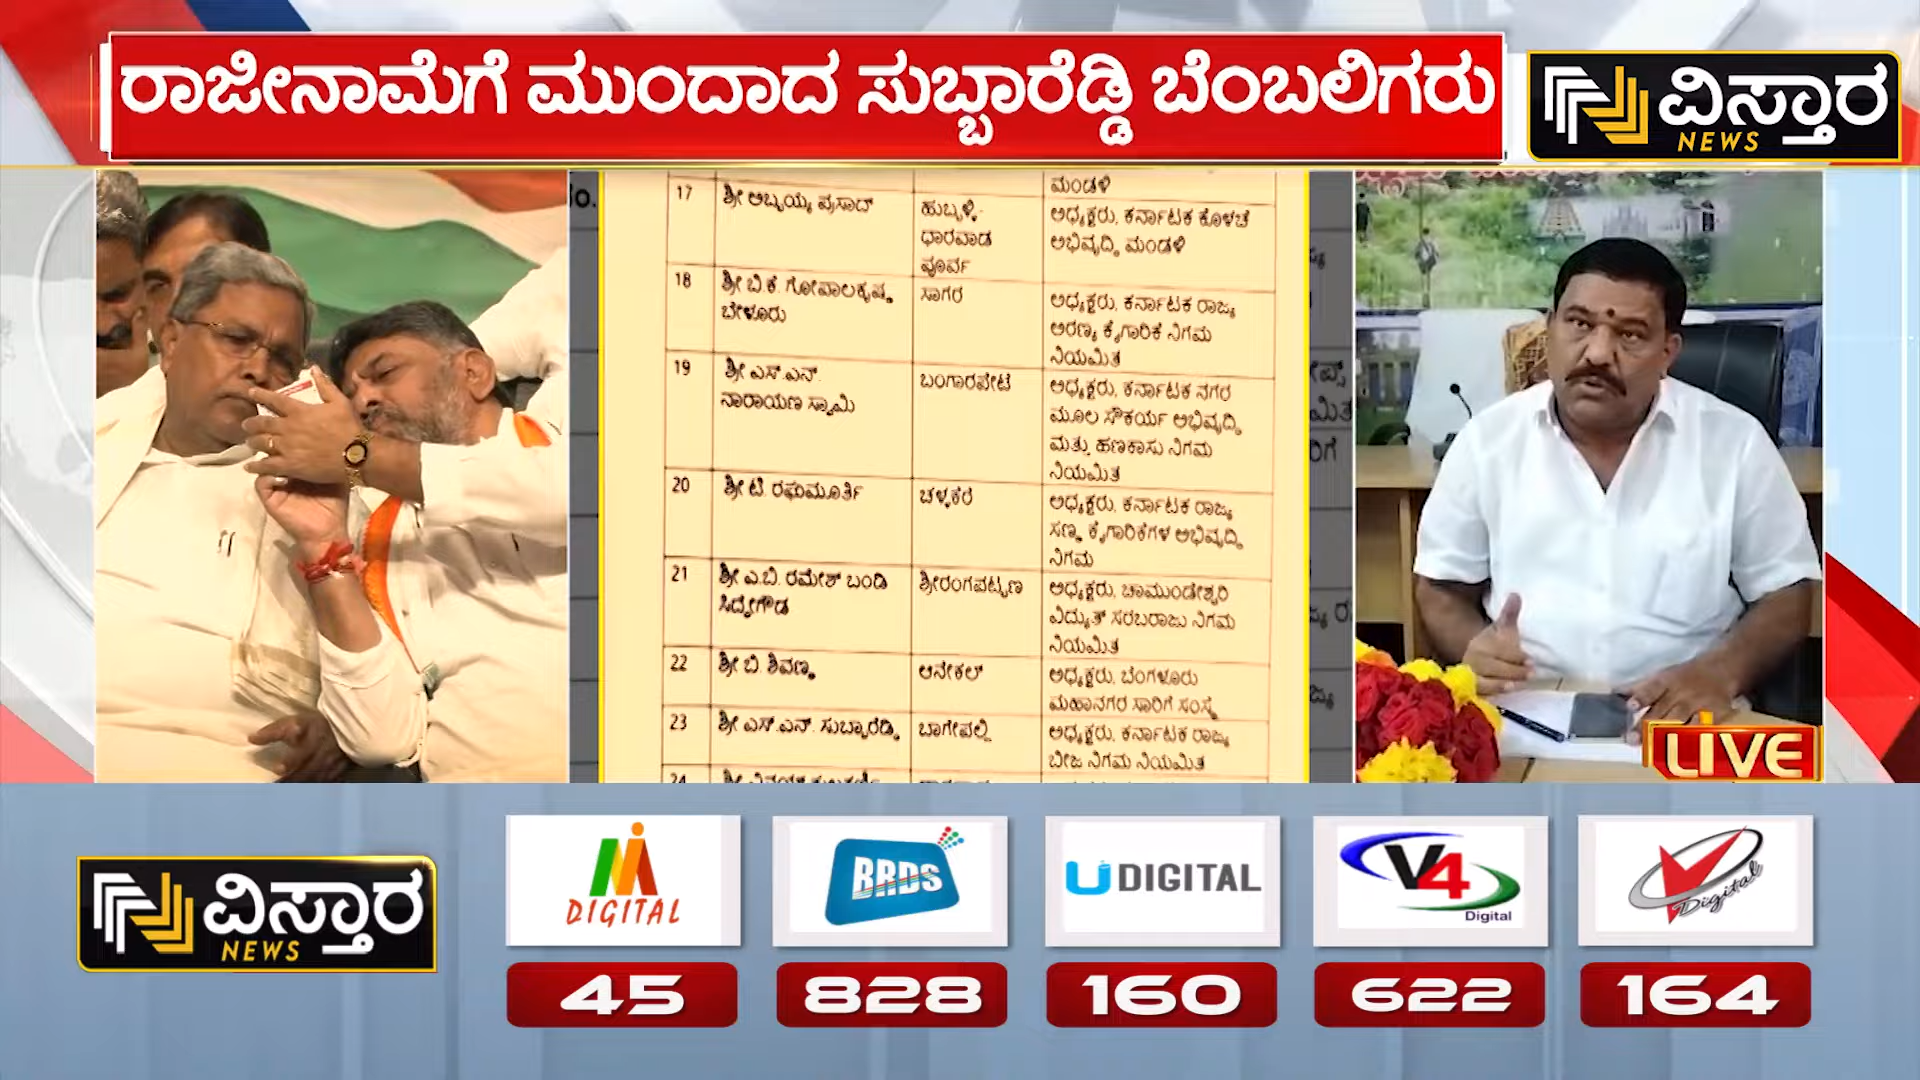 ರಾಜೀನಾಮೆಗೆ ಮುಂದಾದ ಸುಬ್ಬಾರೆಡ್ಡಿ ಬೆಂಬಲಿಗರು
ವಿಸ್ತಾರ
NEWS
ಮಂಡಳಿ
17 ಶ್ರೀ ಅಬ್ಬಯ್ಯ ಪ್ರಸಾದ್ ಹುಬ್ಬಳ್ಳಿ- ಅಧ್ಯಕ್ಷರು, ಕರ್ನಾಟಕ ಕೊಳಚೆ
ಧಾರವಾಡ ಅಭಿವೃದ್ಧಿ ಮಂಡಳಿ
ಪೂರ್ವ
18 ಶ್ರೀ ಬಿ.ಕೆ. ಗೋಪಾಲಕೃಷ್ಣ ಸಾಗರ ಅಧ್ಯಕ್ಷರು, ಕರ್ನಾಟಕ ರಾಜ್ಯ
ಬೇಳೂರು ಅರಣ್ಯ ಕೈಗಾರಿಕೆ ನಿಗಮ
ನಿಯಮಿತ
19 ಶ್ರೀ ಎಸ್.ಎನ್. ಬಂಗಾರಪೇಟೆ ಅಧ್ಯಕ್ಷರು, ಕರ್ನಾಟಕ ನಗರ
ನಾರಾಯಣ ಸ್ವಾಮಿ ಮೂಲ ಸೌಕರ್ಯ ಅಭಿವೃದ್ಧಿ
ಮತ್ತು ಹಣಕಾಸು ನಿಗಮ
ನಿಯಮಿತ
20 ಶ್ರೀ ಟಿ. ರಘುಮೂರ್ತಿ ಚಳ್ಳಕೆರೆ ಅಧ್ಯಕ್ಷರು, ಕರ್ನಾಟಕ ರಾಜ್ಯ
ಸಣ್ಣ ಕೈಗಾರಿಕೆಗಳ ಅಭಿವೃದ್ಧಿ
ನಿಗಮ
21 ಶ್ರೀ ಎ.ಬಿ. ರಮೇಶ್ ಬಂಡಿ ಶ್ರೀರಂಗಪಟ್ಟಣ ಅಧ್ಯಕ್ಷರು, ಚಾಮುಂಡೇಶ್ವರಿ
ಸಿದ್ದೇಗೌಡ ವಿದ್ಯುತ್ ಸರಬರಾಜು ನಿಗಮ
ನಿಯಮಿತ
22 ಶ್ರೀ ಬಿ. ಶಿವಣ್ಣ ಆನೇಕಲ್ ಅಧ್ಯಕ್ಷರು, ಬೆಂಗಳೂರು
ಮಹಾನಗರ ಸಾರಿಗೆ ಸಂಸ್ಥೆ
23 ಶ್ರೀ ಎಸ್.ಎನ್. ಸುಬ್ಬಾರೆಡ್ಡಿ ಬಾಗೇಪಲ್ಲಿ ಅಧ್ಯಕ್ಷರು, ಕರ್ನಾಟಕ ರಾಜ್ಯ
ಬೀಜ ನಿಗಮ ನಿಯಮಿತ
LIVE
ವಿಸ್ತಾರ
NEWS
DIGITAL
BRDS
U DIGITAL
V4
Digital
Digital
45 828 160 622 164